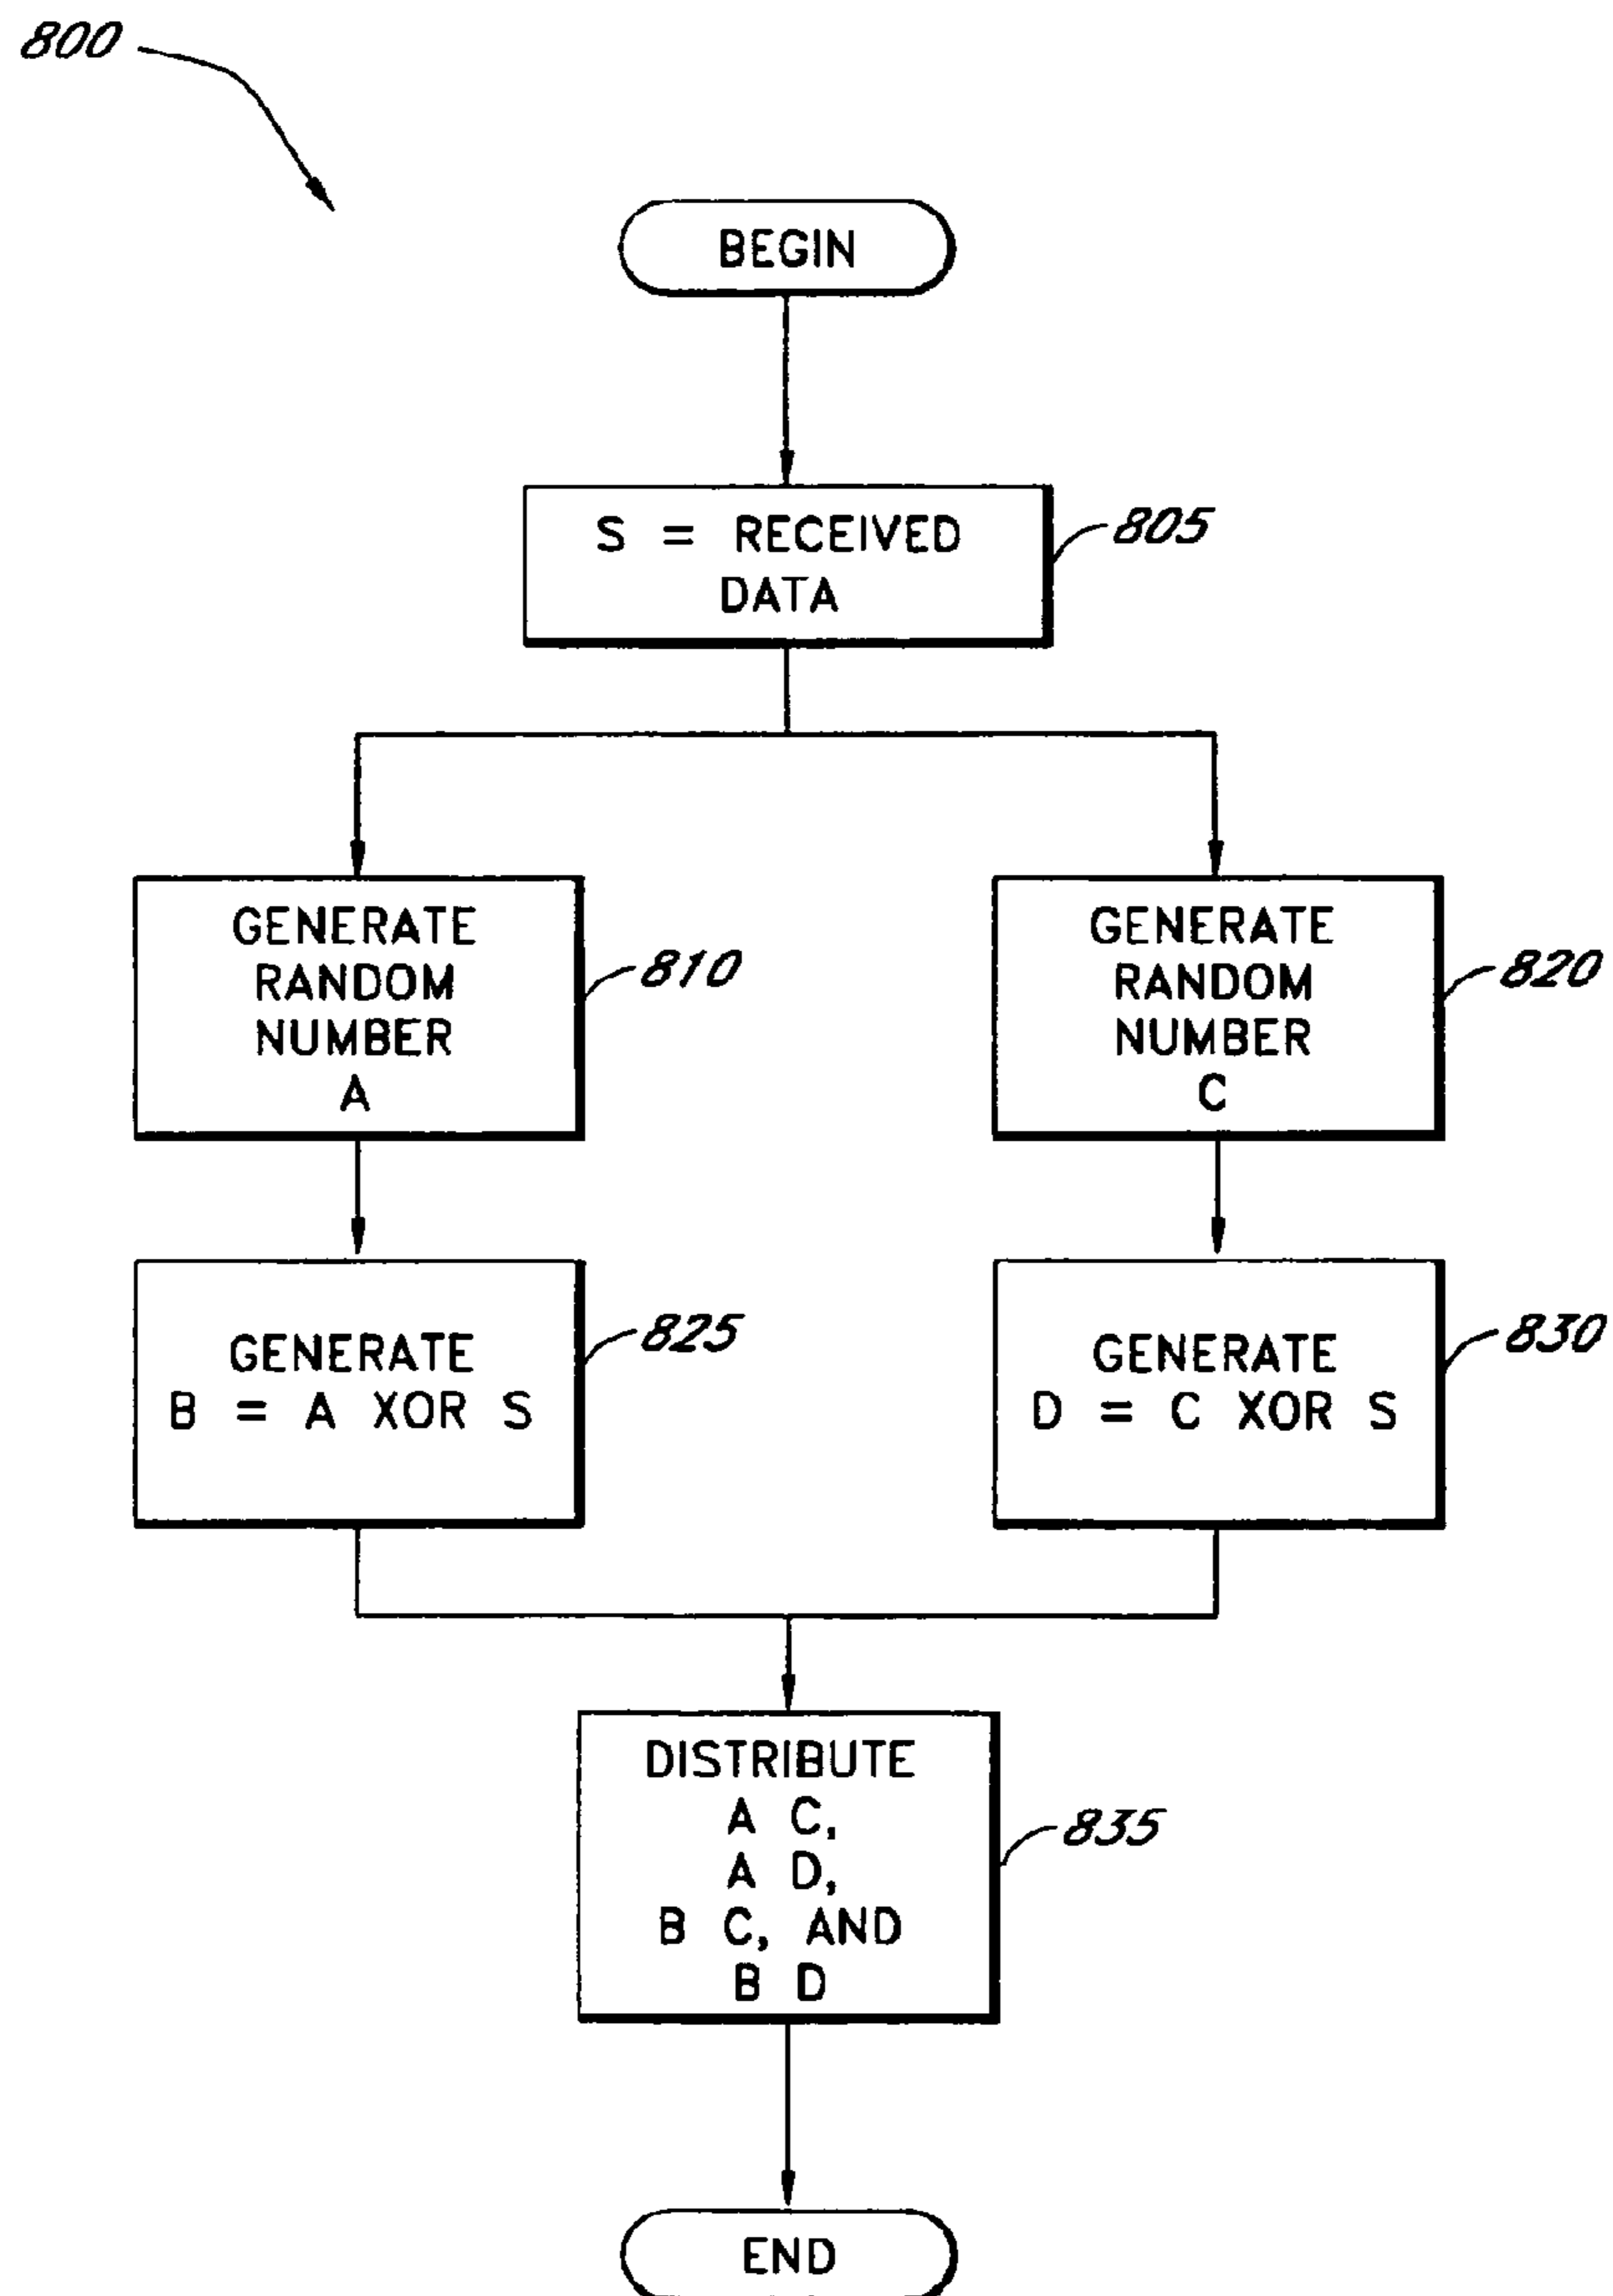 800
BEGIN
S = RECEIVED
DATA
805
GENERATE
RANDOM
NUMBER
A
810
GENERATE
RANDOM
NUMBER
C
820
GENERATE
B = A XOR S
825
GENERATE
D = C XOR S
830
DISTRIBUTE
A C,
A D,
B C, AND
B D
835
END